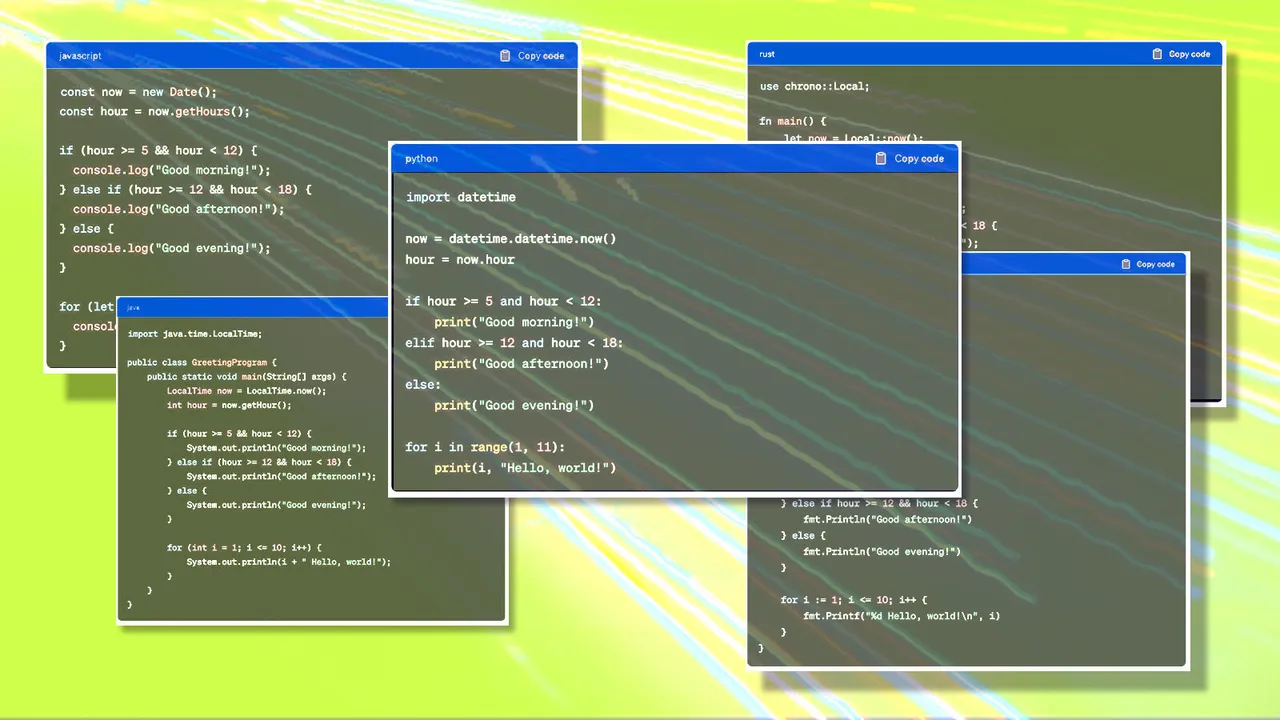 javascript
Copy code
const now = new Date();
const hour = now.getHours();
if (hour >= 5 && hour < 12) {
console.log("Good morning!");
} else if (hour >= 12 && hour < 18) {
console.log("Good afternoon!");
} else {
console.log("Good evening!");
}
for (let
}
java
import java.time.LocalTime;
public class GreetingProgram {
public static void main(String[] args) {
LocalTime now = LocalTime.now();
int hour = now.getHour();
if (hour >= 5 && hour < 12) {
System.out.println("Good morning!");
} else if (hour >= 12 && hour < 18) {
System.out.println("Good afternoon!");
} else {
System.out.println("Good evening!");
}
for (int i = 1; i <= 10; i++) {
System.out.println(i + " Hello, world!");
}
}
}
python
Copy code
import datetime
now = datetime.datetime.now()
hour = now.hour
if hour >= 5 and hour < 12:
print("Good morning!")
elif hour >= 12 and hour < 18:
print("Good afternoon!")
else:
print("Good evening!")
for i in range(1, 11):
print(i, "Hello, world!")
rust
Copy code
use chrono::Local;
fn main() {
let now = Local::now();
;
< 18 {
");
Copy code
} else if hour >= 12 && hour < 18 {
fmt.Println("Good afternoon!")
} else {
fmt.Println("Good evening!")
}
for i := 1; i <= 10; i++ {
fmt.Printf("%d Hello, world!\n", i)
}
}